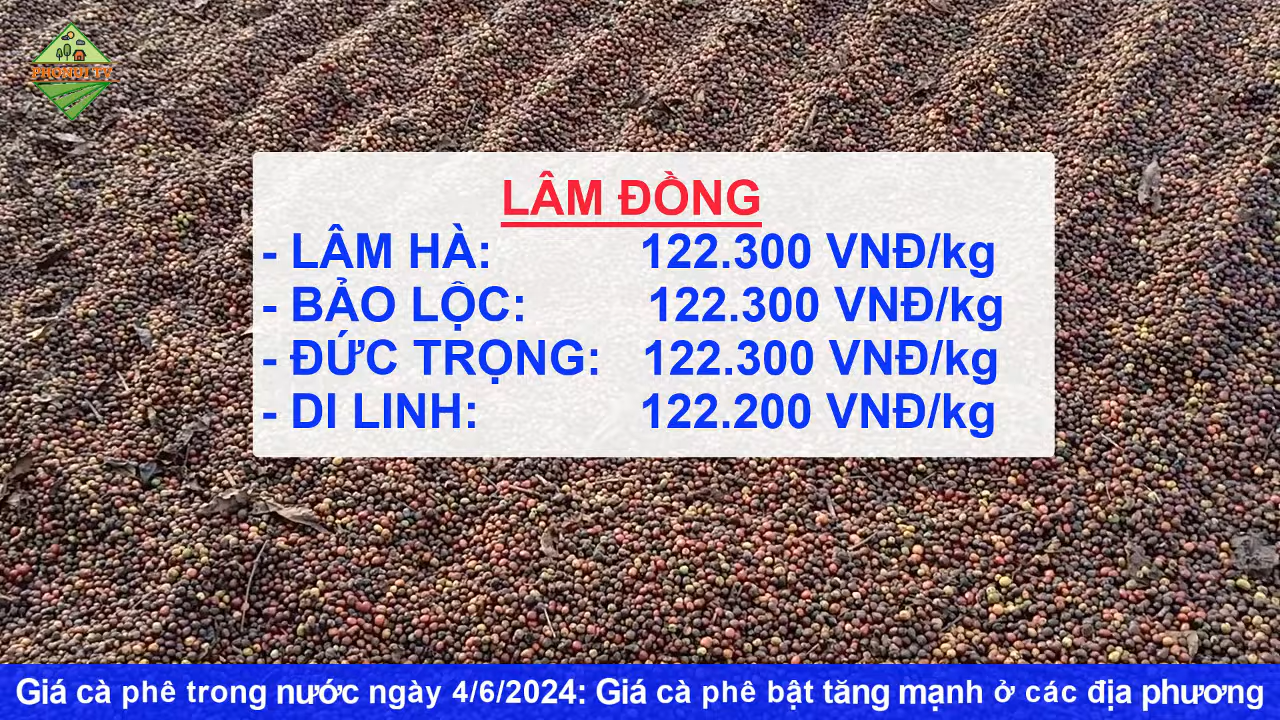 PHONUI TV
LÂM ĐỒNG
- LÂM HÀ: 122.300 VNĐ/kg
- BẢO LỘC: 122.300 VNĐ/kg
- ĐỨC TRỌNG: 122.300 VNĐ/kg
- DI LINH: 122.200 VNĐ/kg
Giá cà phê trong nước ngày 4/6/2024: Giá cà phê bật tăng mạnh ở các địa phương